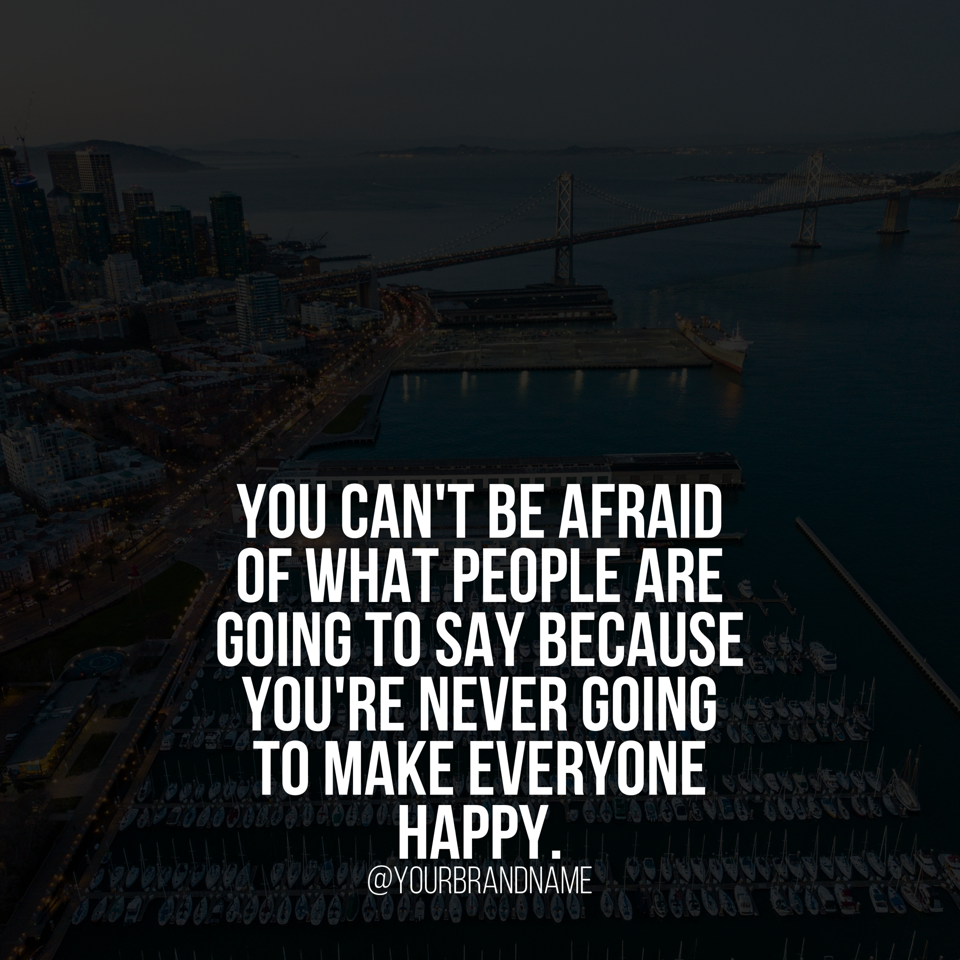 YOU CAN'T BE AFRAID
OF WHAT PEOPLE ARE
GOING TO SAY BECAUSE
YOU'RE NEVER GOING
TO MAKE EVERYONE
HAPPY.
@YOURBRANDNAME